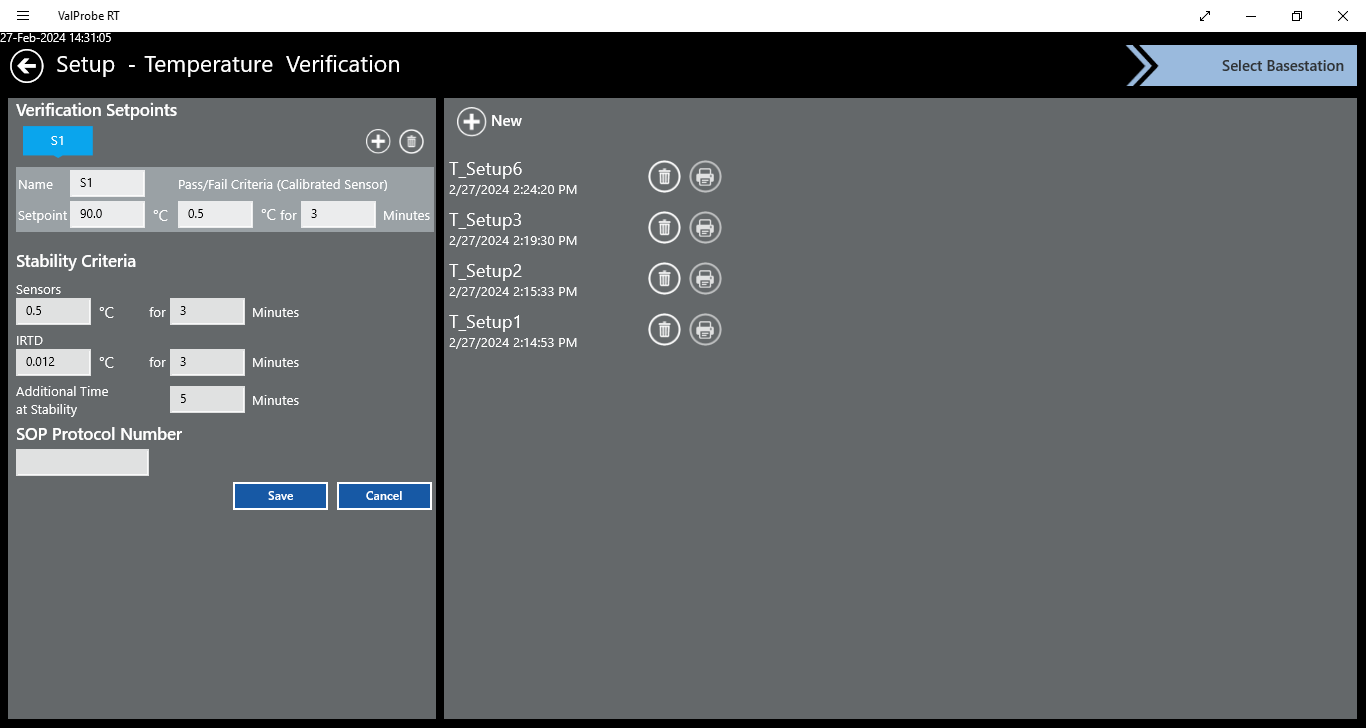 ValProbe RT
27-Feb-2024 14:31:05
Setup - Temperature Verification
Select Basestation
Verification Setpoints
S1
Name S1 Pass/Fail Criteria (Calibrated Sensor)
Setpoint 90.0 °C 0.5 °C for 3 Minutes
Stability Criteria
Sensors
0.5 °C for 3 Minutes
IRTD
0.012 °C for 3 Minutes
Additional Time
at Stability
5 Minutes
SOP Protocol Number
Save Cancel
New
T_Setup6
2/27/2024 2:24:20 PM
T_Setup3
2/27/2024 2:19:30 PM
T_Setup2
2/27/2024 2:15:33 PM
T_Setup1
2/27/2024 2:14:53 PM